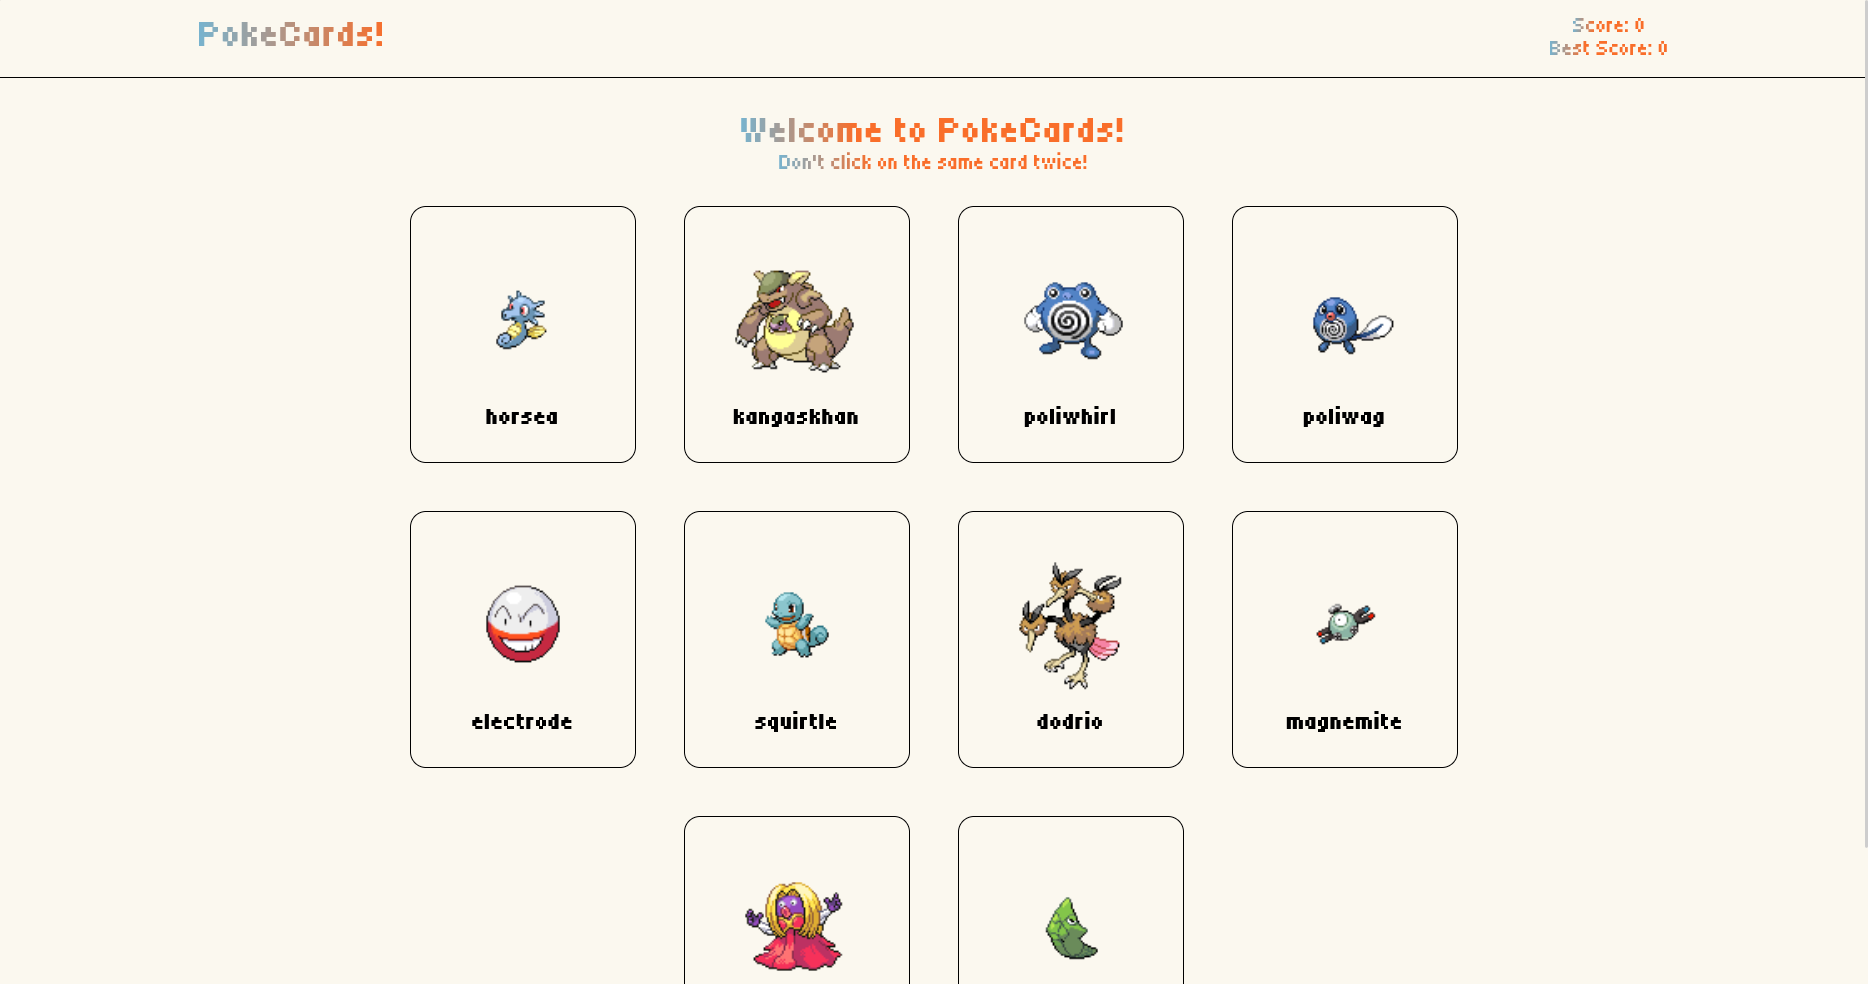 PokeCards!
Score: 0
Best Score: 0
Welcome to PokeCards!
Don't click on the same card twice!
horsea
kangaskhan
poliwhirl
poliwag
electrode
squirtle
dodrio
magnemite